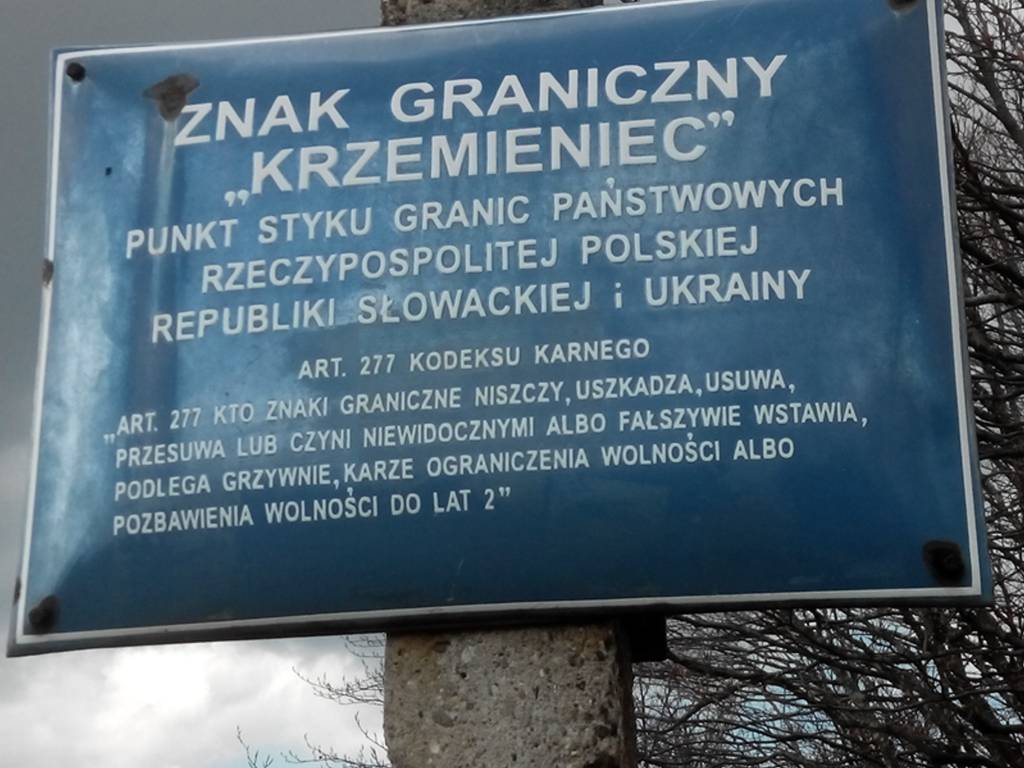 ZNAK GRANICZNY
„KRZEMIENIEC”
PUNKT STYKU GRANIC PAŃSTWOWYCH
RZECZYPOSPOLITEJ POLSKIEJ
REPUBLIKI SŁOWACKIEJ i UKRAINY
ART. 277 KODEKSU KARNEGO
„ART. 277 KTO ZNAKI GRANICZNE NISZCZY, USZKADZA, USUWA,
PRZESUWA LUB CZYNI NIEWIDOCZNYMI ALBO FAŁSZYWIE WSTAWIA,
PODLEGA GRZYWNIE, KARZE OGRANICZENIA WOLNOŚCI ALBO
POZBAWIENIA WOLNOŚCI DO LAT 2”